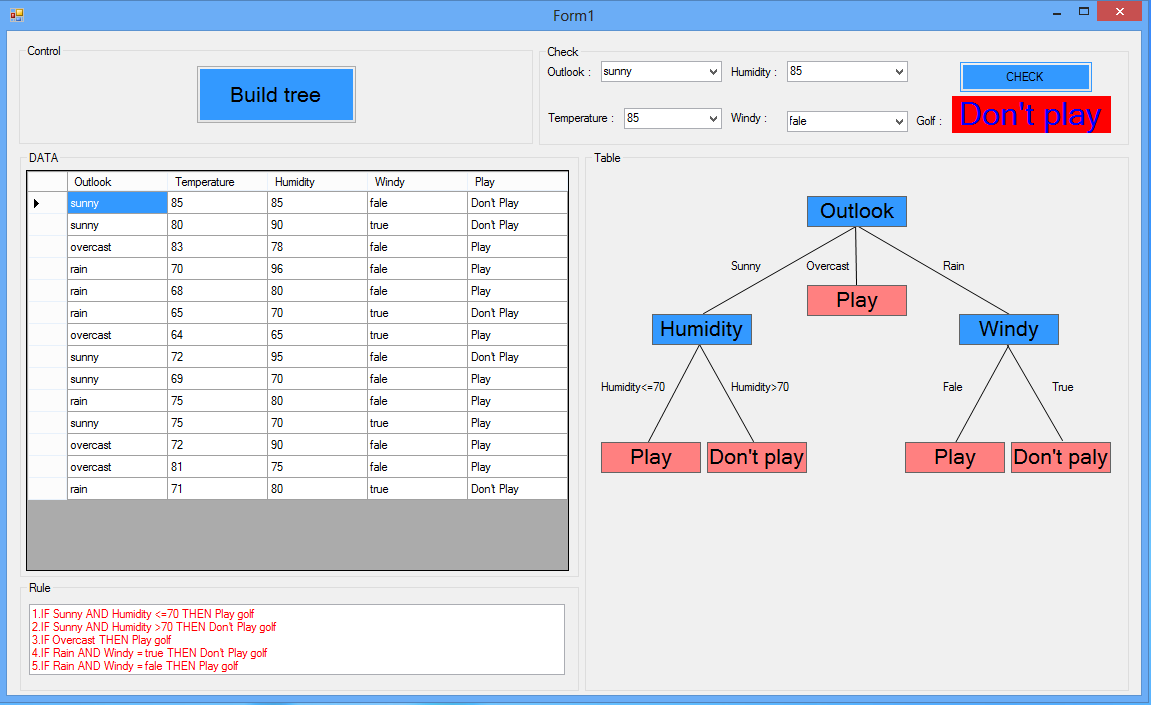 Form1
Control
Build tree
Check
Outlook : sunny Humidity : 85 CHECK
Temperature : 85 Windy : fale Golf : Don't play
DATA
Outlook Temperature Humidity Windy Play
sunny 85 85 fale Don't Play
sunny 80 90 true Don't Play
overcast 83 78 fale Play
rain 70 96 fale Play
rain 68 80 fale Play
rain 65 70 true Don't Play
overcast 64 65 true Play
sunny 72 95 fale Don't Play
sunny 69 70 fale Play
rain 75 80 fale Play
sunny 75 70 true Play
overcast 72 90 fale Play
overcast 81 75 fale Play
rain 71 80 true Don't Play
Table
Outlook
Sunny Overcast Rain
Play
Humidity Windy
Humidity<=70 Humidity>70 Fale True
Play Don't play Play Don't paly
Rule
1.IF Sunny AND Humidity <=70 THEN Play golf
2.IF Sunny AND Humidity >70 THEN Don't Play golf
3.IF Overcast THEN Play golf
4.IF Rain AND Windy = true THEN Don't Play golf
5.IF Rain AND Windy = fale THEN Play golf